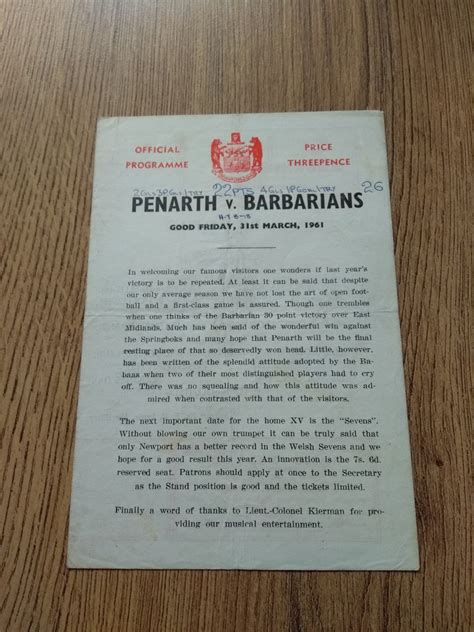 OFFICIAL PROGRAMME
PRICE THREEPENCE
2Gls 3PGls 1TRY 22PTS 4Gls 1PGoal 1TRY 26
PENARTH v. BARBARIANS
H-T 8-18
GOOD FRIDAY, 31st MARCH, 1961
In welcoming our famous visitors one wonders if last year's
victory is to be repeated. At least it can be said that despite
our only average season we have not lost the art of open foot-
ball and a first-class game is assured. Though one trembles
when one thinks of the Barbarian 30 point victory over East
Midlands. Much has been said of the wonderful win against
the Springboks and many hope that Penarth will be the final
resting place of that so deservedly won head. Little, however,
has been written of the splendid attitude adopted by the Ba-
baas when two of their most distinguished players had to cry
off. There was no squealing and how this attitude was ad-
mired when contrasted with that of the visitors.
The next important date for the home XV is the "Sevens".
Without blowing our own trumpet it can be truly said that
only Newport has a better record in the Welsh Sevens and we
hope for a good result this year. An innovation is the 7s. 6d.
reserved seat. Patrons should apply at once to the Secretary
as the Stand position is good and the tickets limited.
Finally a word of thanks to Lieut.-Colonel Kierman for pro-
viding our musical entertainment.